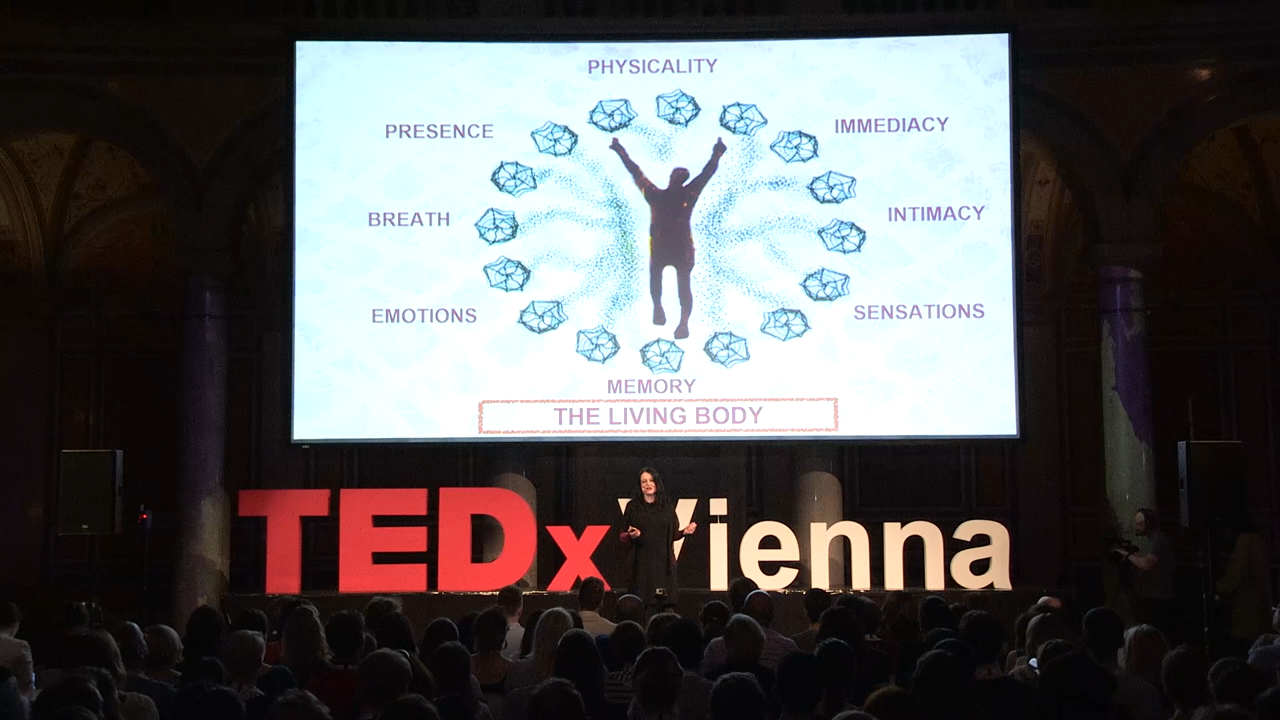 PHYSICALITY
PRESENCE
IMMEDIACY
BREATH
INTIMACY
EMOTIONS
SENSATIONS
MEMORY
THE LIVING BODY
TEDxVienna